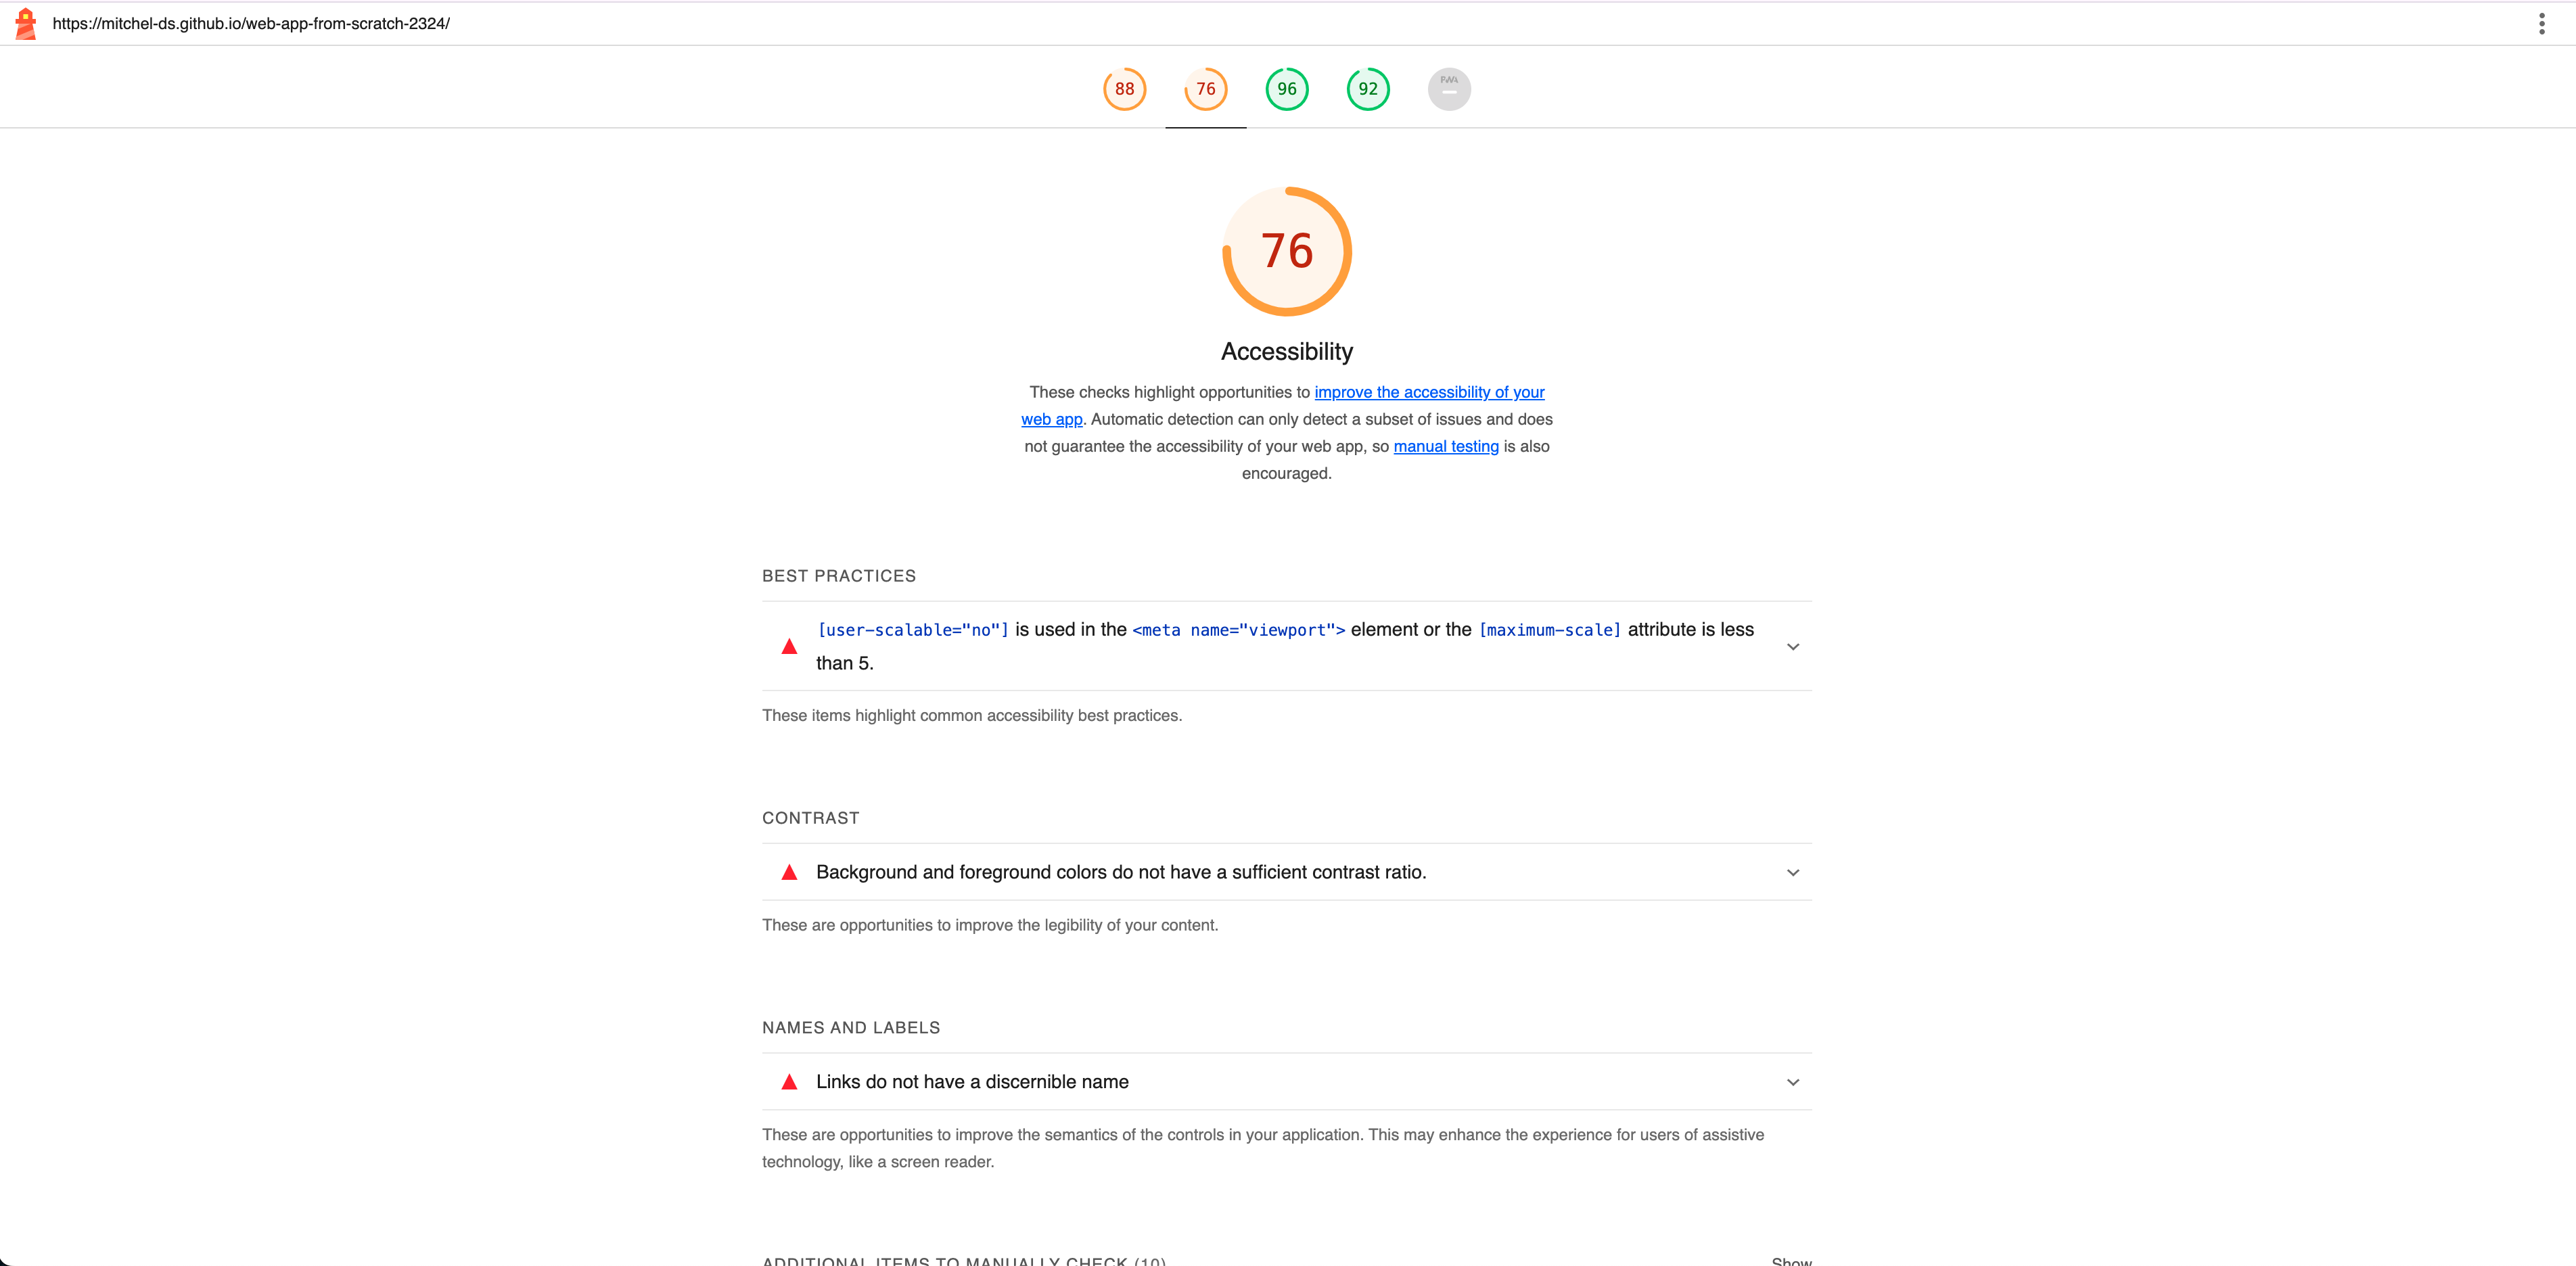 https://mitchel-ds.github.io/web-app-from-scratch-2324/
88
76
96
92
PWA
76
Accessibility
These checks highlight opportunities to improve the accessibility of your
web app. Automatic detection can only detect a subset of issues and does
not guarantee the accessibility of your web app, so manual testing is also
encouraged.
BEST PRACTICES
[user-scalable="no"] is used in the <meta name="viewport"> element or the [maximum-scale] attribute is less
than 5.
These items highlight common accessibility best practices.
CONTRAST
Background and foreground colors do not have a sufficient contrast ratio.
These are opportunities to improve the legibility of your content.
NAMES AND LABELS
Links do not have a discernible name
These are opportunities to improve the semantics of the controls in your application. This may enhance the experience for users of assistive
technology, like a screen reader.
ADDITIONAL ITEMS TO MANUALLY CHECK (10)
Show